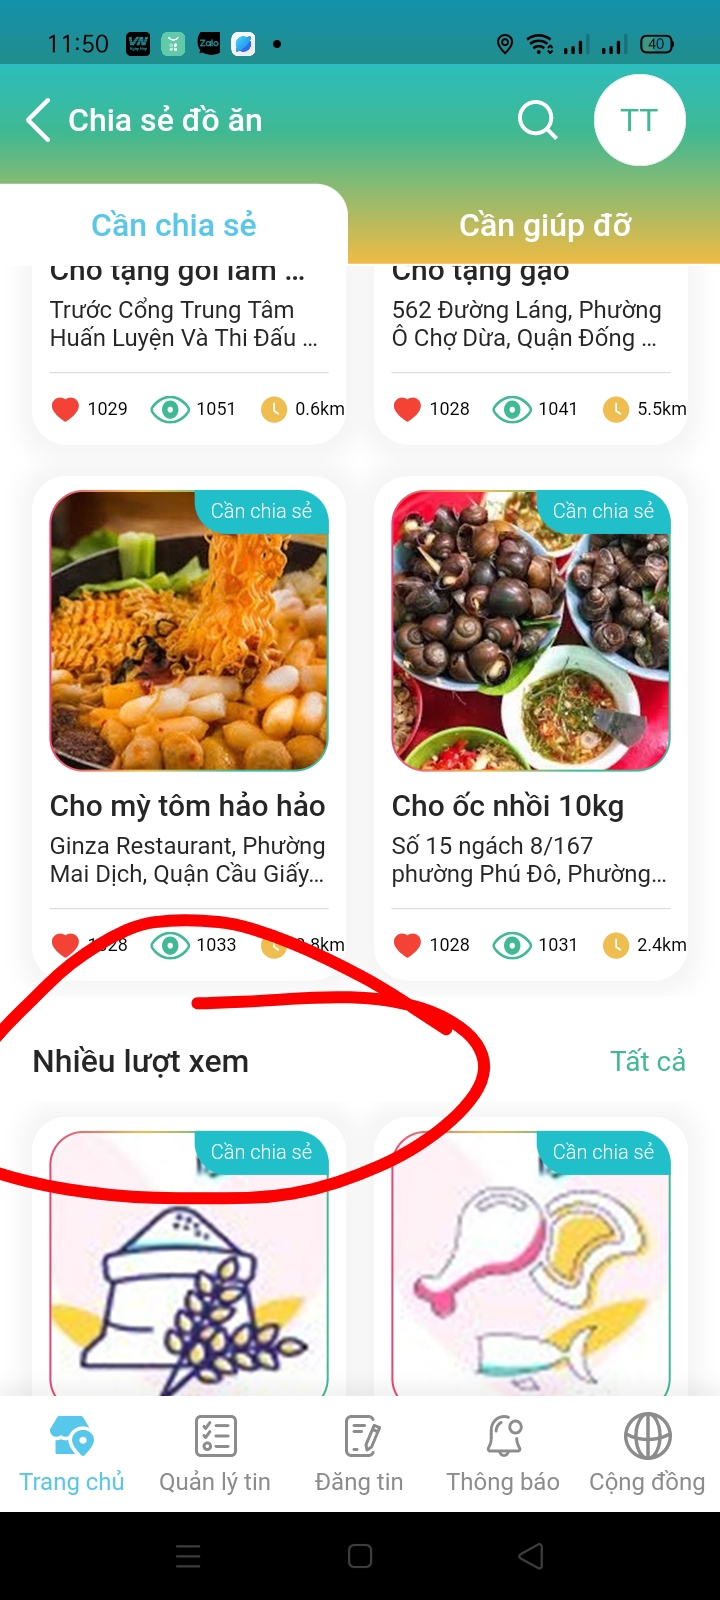 11:50
VN
Zalo
40
Chia sẻ đồ ăn
TT
Cần chia sẻ
Cần giúp đỡ
Cho tặng gói lam ...
Cho tặng gạo
Trước Cổng Trung Tâm
Huấn Luyện Và Thi Đấu ...
562 Đường Láng, Phường
Ô Chợ Dừa, Quận Đống ...
1029 1051 0.6km
1028 1041 5.5km
Cần chia sẻ
Cần chia sẻ
Cho mỳ tôm hảo hảo
Cho ốc nhồi 10kg
Ginza Restaurant, Phường
Mai Dịch, Quận Cầu Giấy...
Số 15 ngách 8/167
phường Phú Đô, Phường...
1028 1033
1028 1031 2.4km
Nhiều lượt xem
Tất cả
Cần chia sẻ
Cần chia sẻ
Trang chủ
Quản lý tin
Đăng tin
Thông báo
Cộng đồng